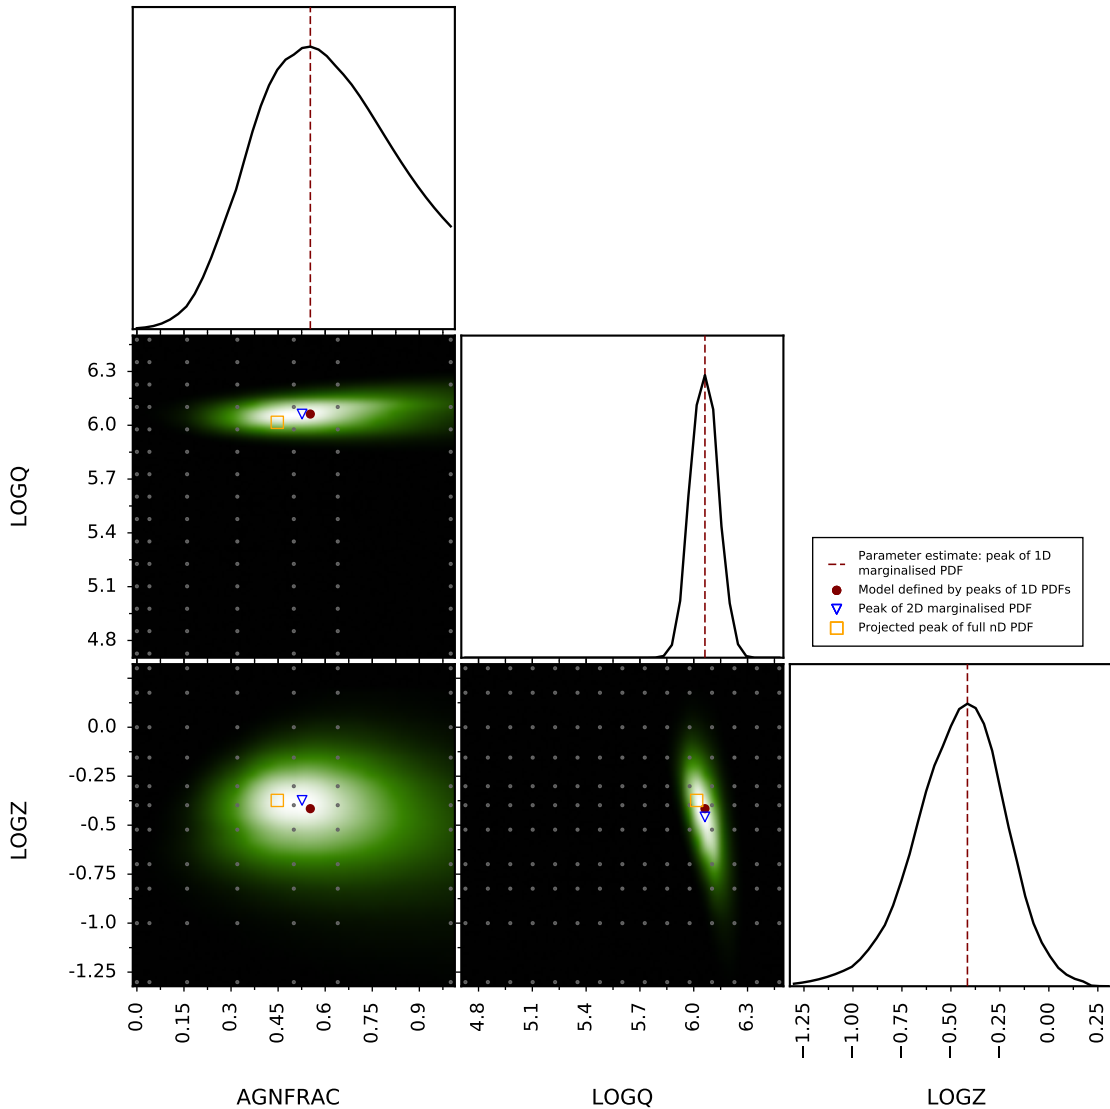 6.3
6.0
5.7
5.4
5.1
4.8
LOGQ
Parameter estimate: peak of 1D
marginalised PDF
Model defined by peaks of 1D PDFs
Peak of 2D marginalised PDF
Projected peak of full nD PDF
0.0
-0.25
-0.5
-0.75
-1.0
-1.25
LOGZ
0.0 0.15 0.3 0.45 0.6 0.75 0.9
4.8 5.1 5.4 5.7 6.0 6.3
−1.25 −1.00 −0.75 −0.50 −0.25 0.00 0.25
AGNFRAC LOGQ LOGZ